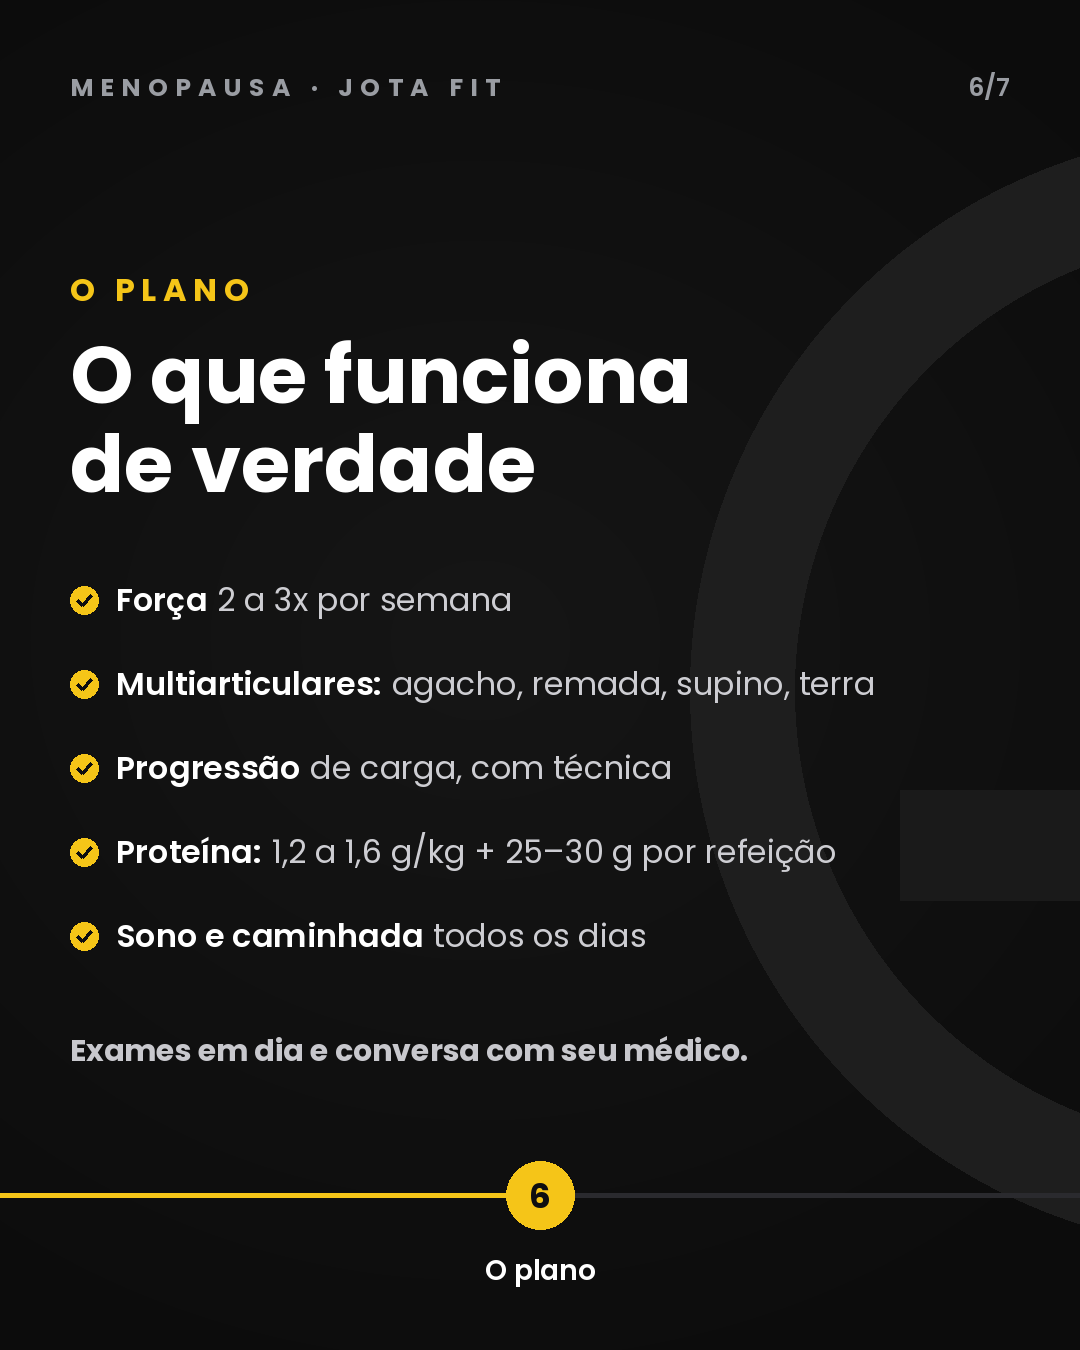 MENOPAUSA · JOTA FIT
6/7
O PLANO
O que funciona
de verdade
Força 2 a 3x por semana
Multiarticulares: agacho, remada, supino, terra
Progressão de carga, com técnica
Proteína: 1,2 a 1,6 g/kg + 25–30 g por refeição
Sono e caminhada todos os dias
Exames em dia e conversa com seu médico.
6
O plano